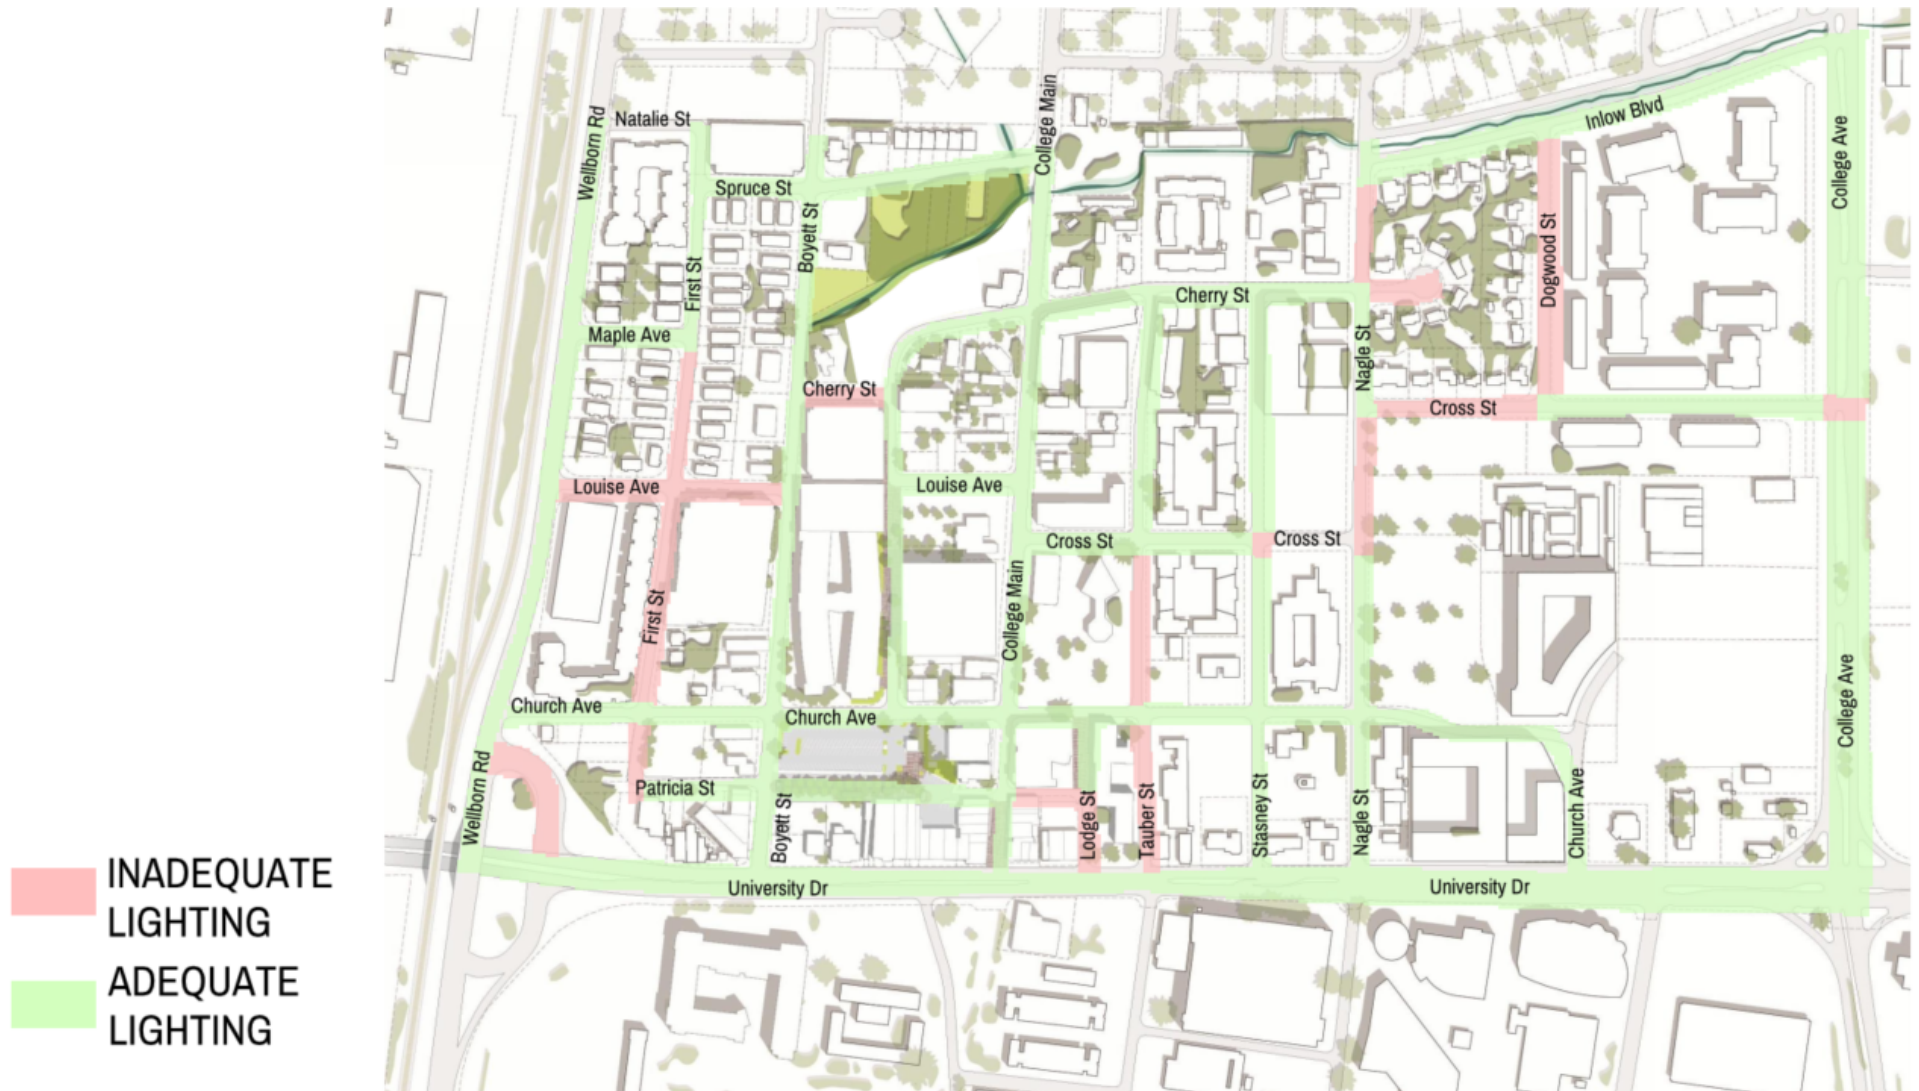 College Main
Wellborn Rd
Natalie St
Inlow Blvd
College Ave
Spruce St
Boyett St
First St
Dogwood St
Cherry St
Maple Ave
Nagle St
Cherry St
Cross St
Louise Ave
Louise Ave
Cross St
Cross St
College Main
First St
Church Ave
Church Ave
College Ave
Wellborn Rd
Patricia St
Boyett St
Lodge St
Tauber St
Stasney St
Nagle St
Church Ave
University Dr
University Dr
INADEQUATE
LIGHTING
ADEQUATE
LIGHTING